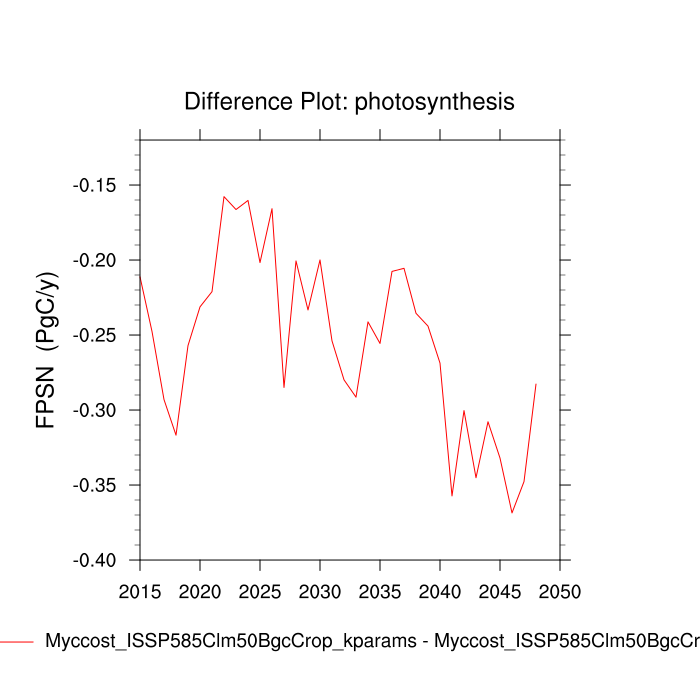 Difference Plot: photosynthesis
FPSN (PgC/y)
-0.15
-0.20
-0.25
-0.30
-0.35
-0.40
2015 2020 2025 2030 2035 2040 2045 2050
Myccost_ISSP585Clm50BgcCrop_kparams - Myccost_ISSP585Clm50BgcCr